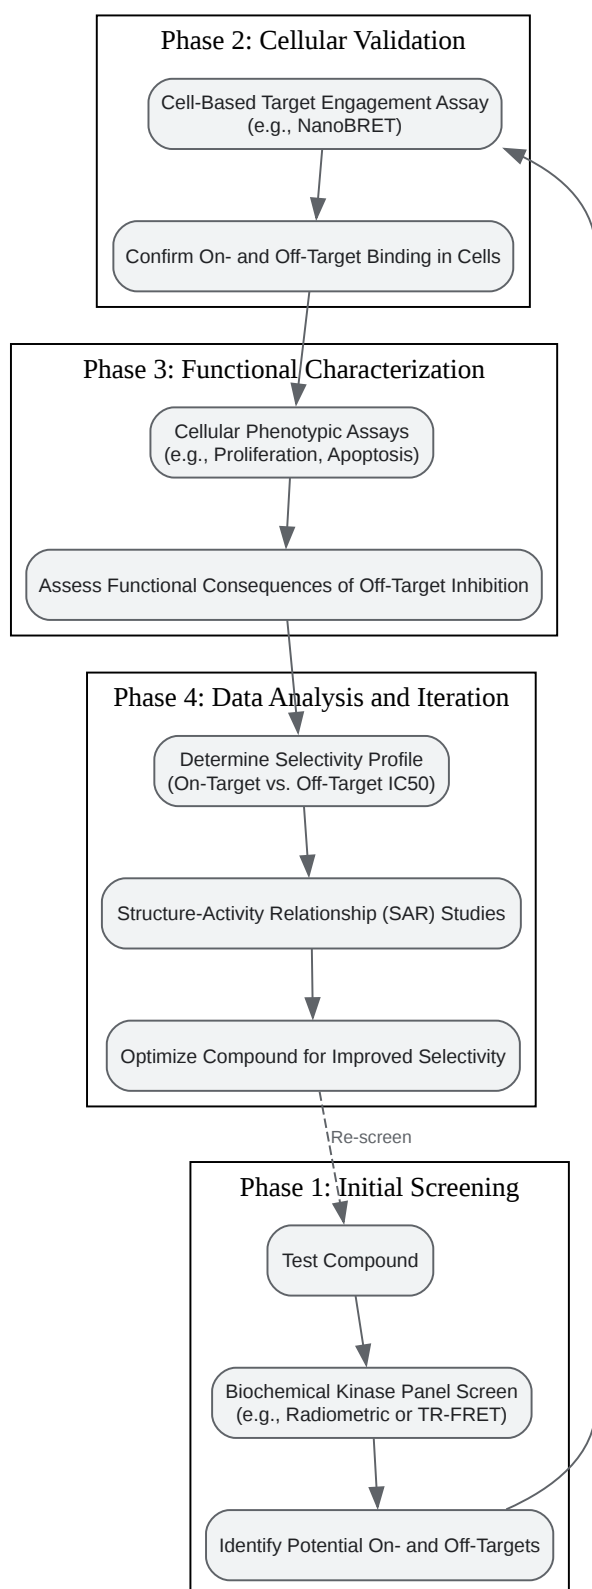 Phase 2: Cellular Validation
Cell-Based Target Engagement Assay
(e.g., NanoBRET)
Confirm On- and Off-Target Binding in Cells
Phase 3: Functional Characterization
Cellular Phenotypic Assays
(e.g., Proliferation, Apoptosis)
Assess Functional Consequences of Off-Target Inhibition
Phase 4: Data Analysis and Iteration
Determine Selectivity Profile
(On-Target vs. Off-Target IC50)
Structure-Activity Relationship (SAR) Studies
Optimize Compound for Improved Selectivity
Re-screen
Phase 1: Initial Screening
Test Compound
Biochemical Kinase Panel Screen
(e.g., Radiometric or TR-FRET)
Identify Potential On- and Off-Targets